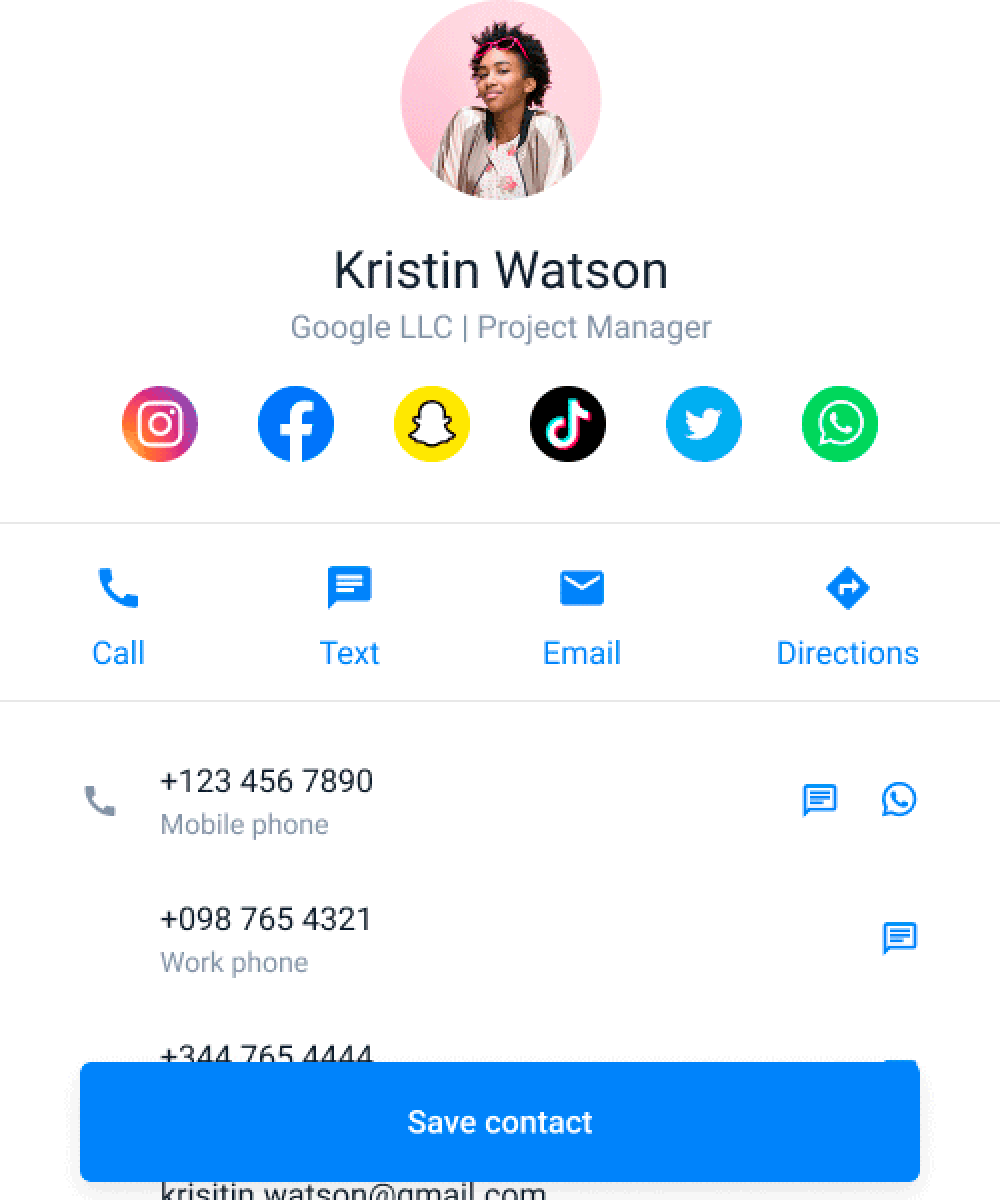 Kristin Watson
Google LLC | Project Manager
Call
Text
Email
Directions
+123 456 7890
Mobile phone
+098 765 4321
Work phone
+344 765 4444
Save contact
krisitin.watson@gmail.com